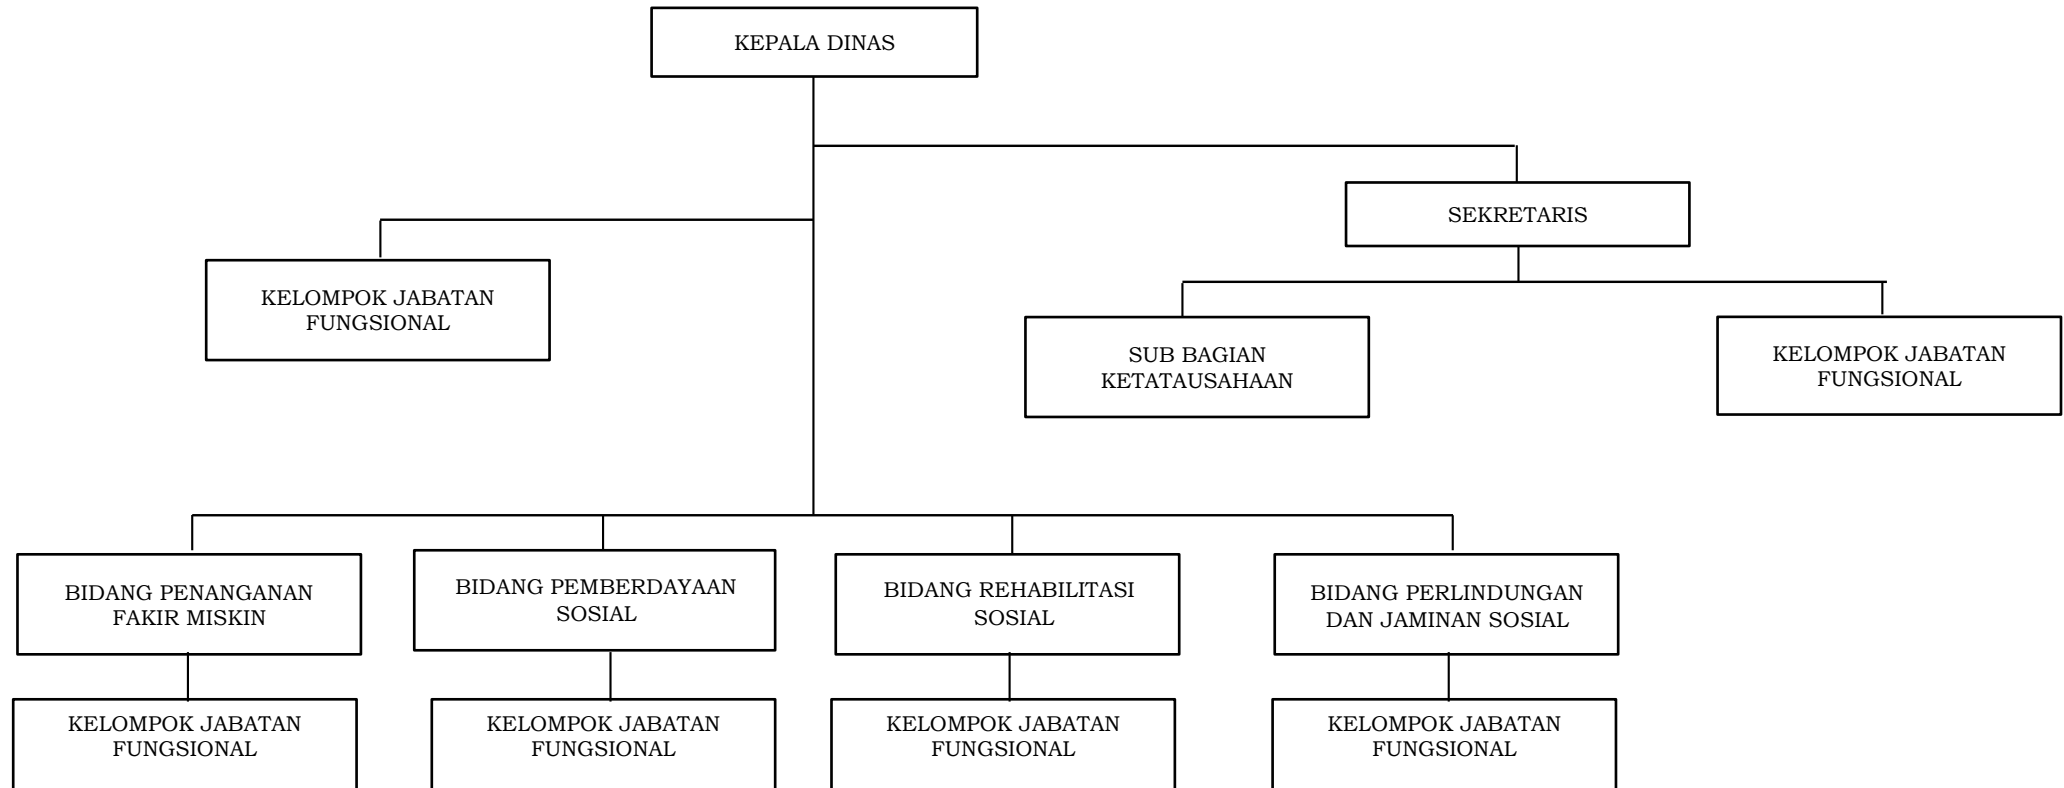 KEPALA DINAS
SEKRETARIS
KELOMPOK JABATAN
FUNGSIONAL
SUB BAGIAN
KETATAUSAHAAN
KELOMPOK JABATAN
FUNGSIONAL
BIDANG PENANGANAN
FAKIR MISKIN
BIDANG PEMBERDAYAAN
SOSIAL
BIDANG REHABILITASI
SOSIAL
BIDANG PERLINDUNGAN
DAN JAMINAN SOSIAL
KELOMPOK JABATAN
FUNGSIONAL
KELOMPOK JABATAN
FUNGSIONAL
KELOMPOK JABATAN
FUNGSIONAL
KELOMPOK JABATAN
FUNGSIONAL